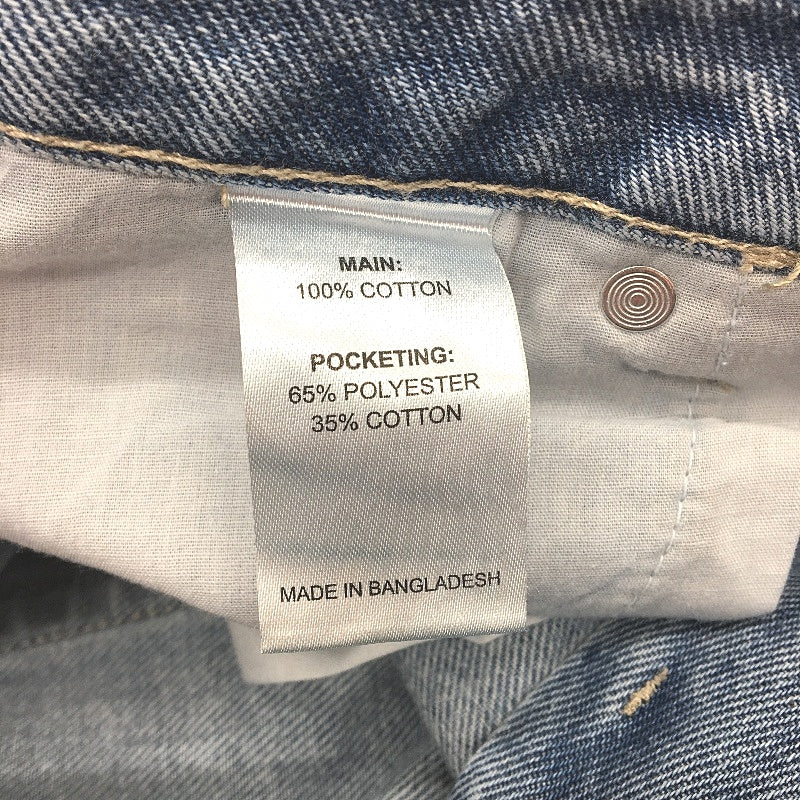 MAIN:
100% COTTON
POCKETING:
65% POLYESTER
35% COTTON
MADE IN BANGLADESH